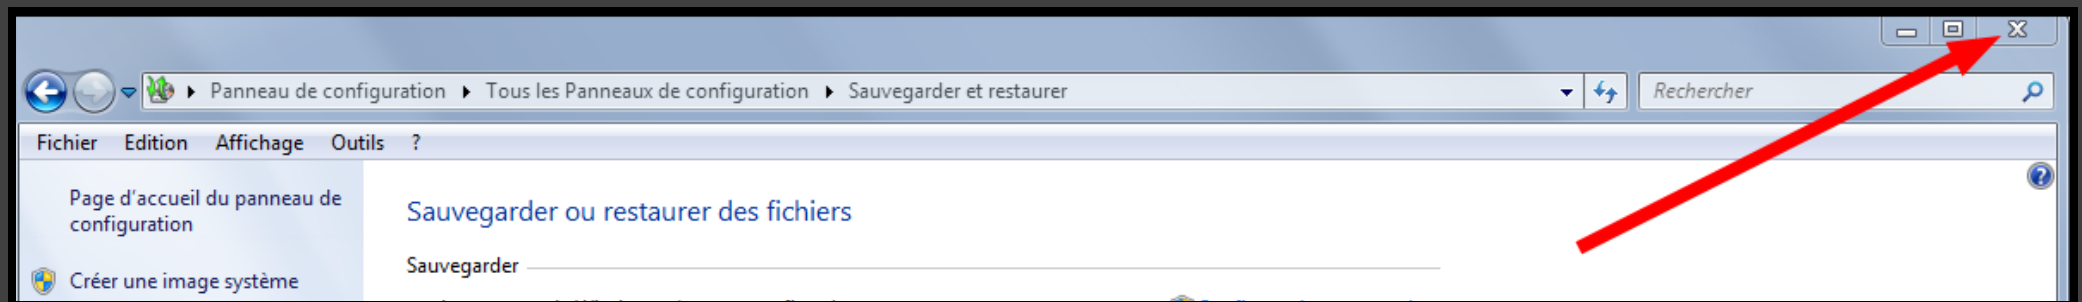 Panneau de configuration Tous les Panneaux de configuration Sauvegarder et restaurer Rechercher
Fichier Edition Affichage Outils ?
Page d'accueil du panneau de
configuration
Sauvegarder ou restaurer des fichiers
Sauvegarder
Créer une image système